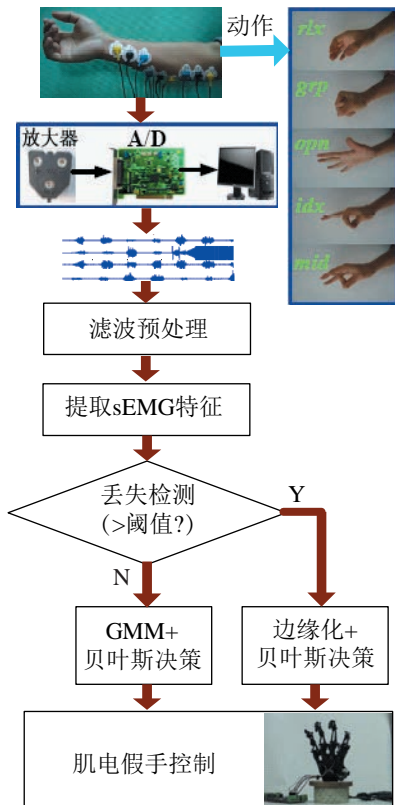 动作
rlx
grp
opn
idx
mid
放大器
A/D
滤波预处理
提取sEMG特征
丢失检测
(>阈值?)
Y
N
GMM+
贝叶斯决策
边缘化+
贝叶斯决策
肌电假手控制